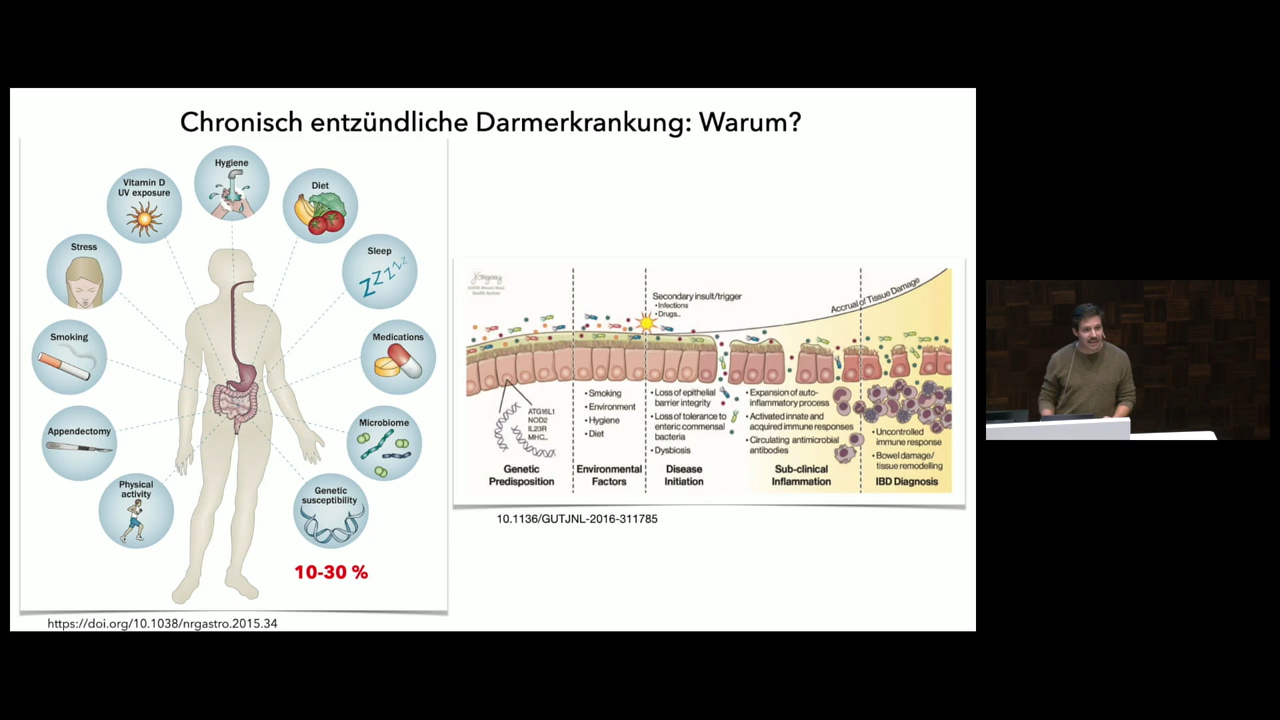 Chronisch entzündliche Darmerkrankung: Warum?
Hygiene
Vitamin D
UV exposure
Diet
Stress
Sleep
Smoking
Medications
Appendectomy
Microbiome
Physical
activity
Genetic
susceptibility
10-30 %
https://doi.org/10.1038/nrgastro.2015.34
Secondary insult/trigger
•Infections
•Drugs..
Accrual of Tissue Damage
ATG16L1
NOD2
IL23R
MHC..
Genetic
Predisposition
• Smoking
• Environment
• Hygiene
• Diet
Environmental
Factors
• Loss of epithelial
barrier integrity
• Loss of tolerance to
enteric commensal
bacteria
• Dysbiosis
Disease
Initiation
• Expansion of auto-
inflammatory process
• Activated innate and
acquired immune responses
• Circulating antimicrobial
antibodies
Sub-clinical
Inflammation
• Uncontrolled
immune response
• Bowel damage/
tissue remodelling
IBD Diagnosis
10.1136/GUTJNL-2016-311785